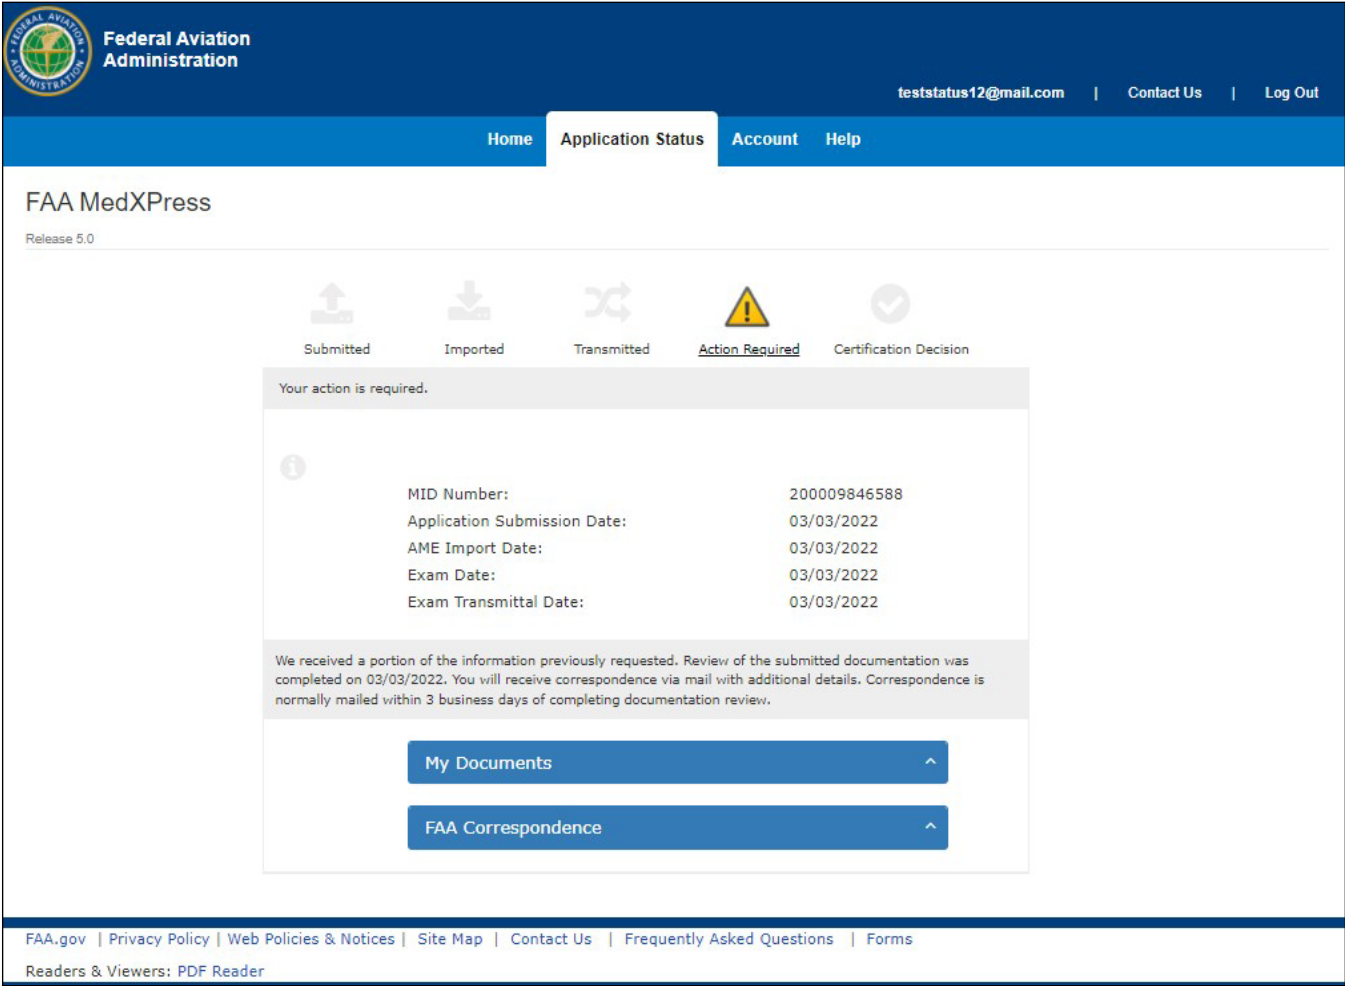 FEDERAL AVIATION ADMINISTRATION
Federal Aviation
Administration
teststatus12@mail.com | Contact Us | Log Out
Home Application Status Account Help
FAA MedXPress
Release 5.0
Submitted Imported Transmitted Action Required Certification Decision
Your action is required.
MID Number: 200009846588
Application Submission Date: 03/03/2022
AME Import Date: 03/03/2022
Exam Date: 03/03/2022
Exam Transmittal Date: 03/03/2022
We received a portion of the information previously requested. Review of the submitted documentation was
completed on 03/03/2022. You will receive correspondence via mail with additional details. Correspondence is
normally mailed within 3 business days of completing documentation review.
My Documents
FAA Correspondence
FAA.gov | Privacy Policy | Web Policies & Notices | Site Map | Contact Us | Frequently Asked Questions | Forms
Readers & Viewers: PDF Reader